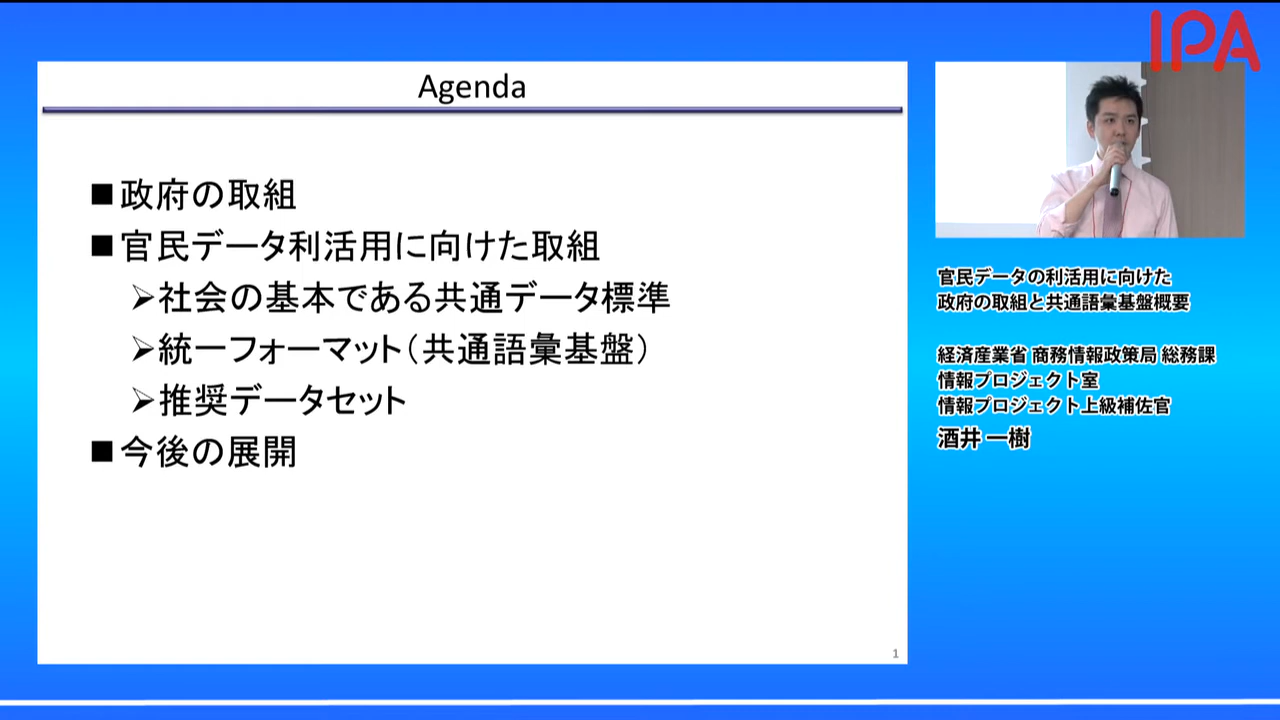 IPA
Agenda
■政府の取組
■官民データ利活用に向けた取組
➢社会の基本である共通データ標準
➢統一フォーマット（共通語彙基盤）
➢推奨データセット
■今後の展開
1
官民データの利活用に向けた
政府の取組と共通語彙基盤概要
経済産業省 商務情報政策局 総務課
情報プロジェクト室
情報プロジェクト上級補佐官
酒井 一樹